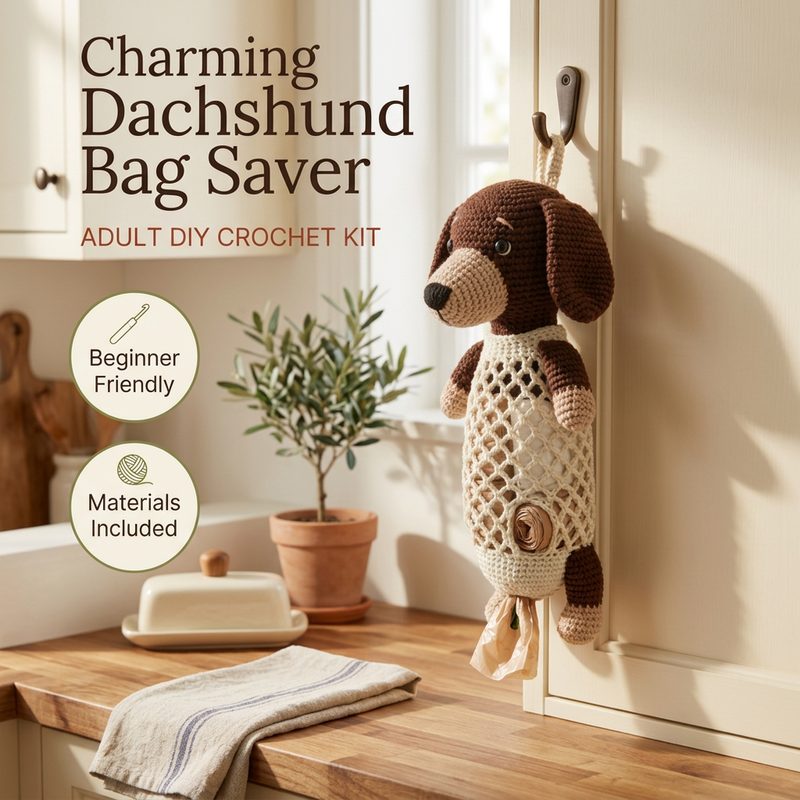 Charming
Dachshund
Bag Saver
ADULT DIY CROCHET KIT
Beginner
Friendly
Materials
Included